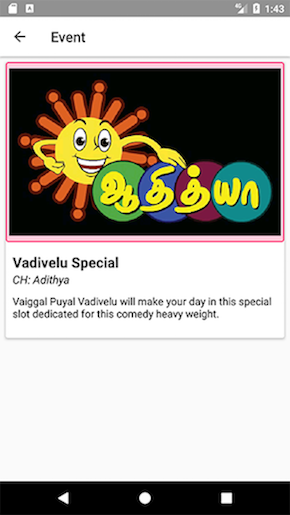 1:43
Event
ஆதித்யா
Vadivelu Special
CH: Adithya
Vaiggal Puyal Vadivelu will make your day in this special
slot dedicated for this comedy heavy weight.